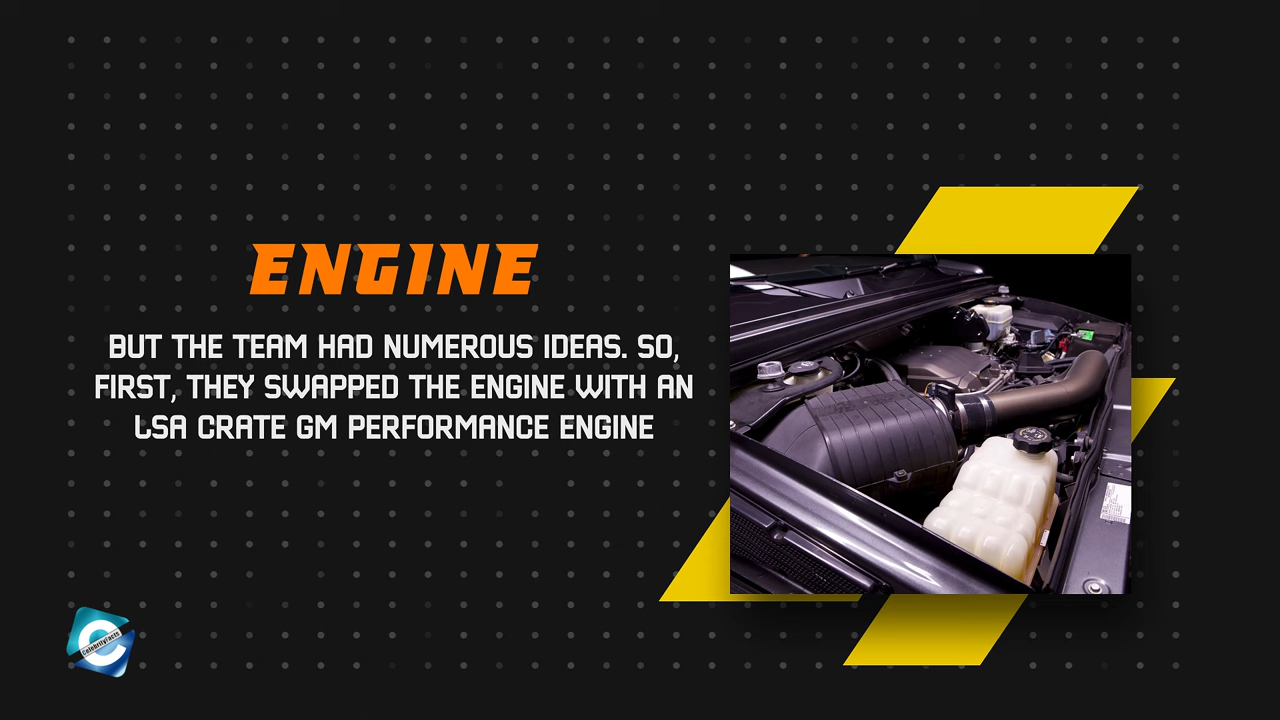 ENGINE
BUT THE TEAM HAD NUMEROUS IDEAS. SO,
FIRST, THEY SWAPPED THE ENGINE WITH AN
LSA CRATE GM PERFORMANCE ENGINE
CelebrityFacts